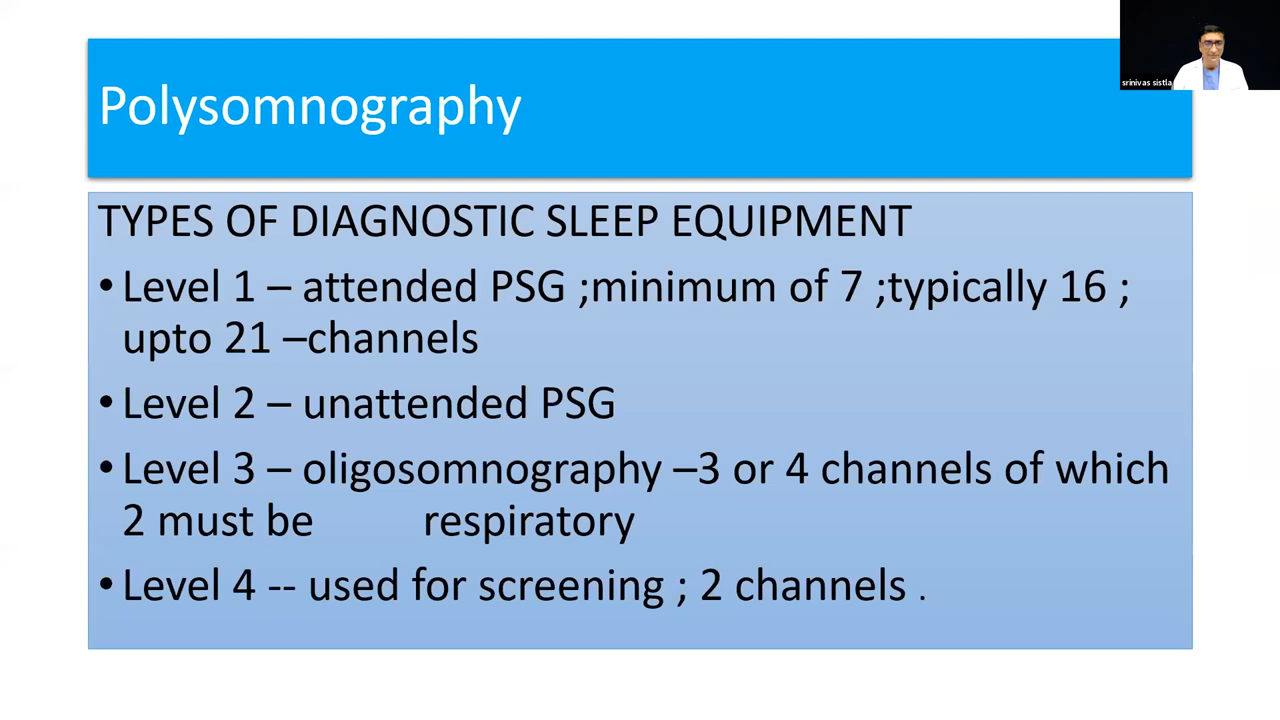 Polysomnography
srinivas sistla
TYPES OF DIAGNOSTIC SLEEP EQUIPMENT
• Level 1 – attended PSG ;minimum of 7 ;typically 16 ;
upto 21 –channels
• Level 2 – unattended PSG
• Level 3 – oligosomnography –3 or 4 channels of which
2 must be respiratory
• Level 4 -- used for screening ; 2 channels .